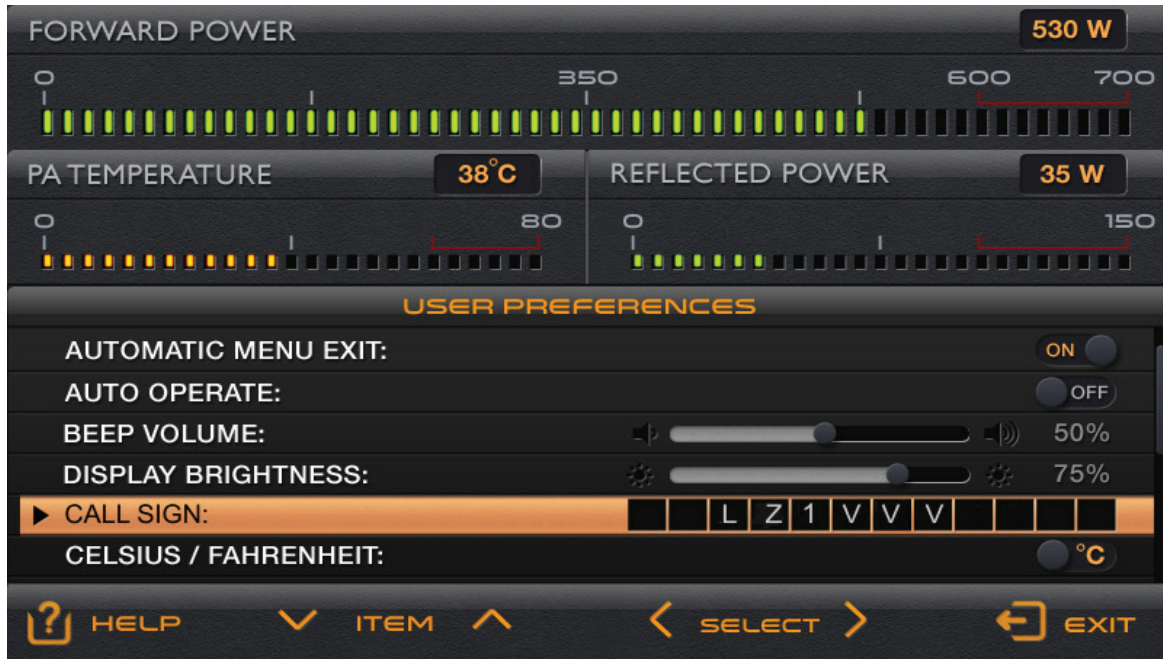 FORWARD POWER 530 W
0 350 600 700
PA TEMPERATURE 38°C
0 80
REFLECTED POWER 35 W
0 150
USER PREFERENCES
AUTOMATIC MENU EXIT: ON
AUTO OPERATE: OFF
BEEP VOLUME: 50%
DISPLAY BRIGHTNESS: 75%
CALL SIGN: L Z 1 V V V
CELSIUS / FAHRENHEIT: °C
? HELP ITEM SELECT EXIT